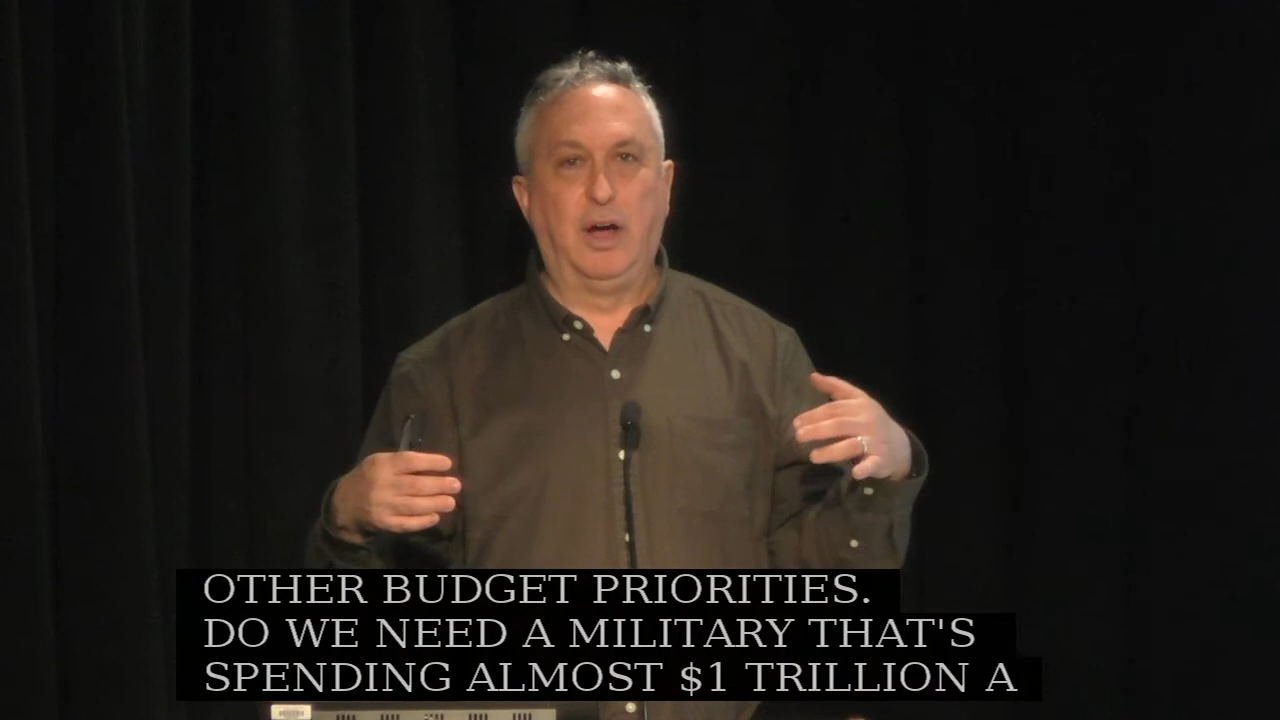 OTHER BUDGET PRIORITIES.
DO WE NEED A MILITARY THAT'S
SPENDING ALMOST $1 TRILLION A